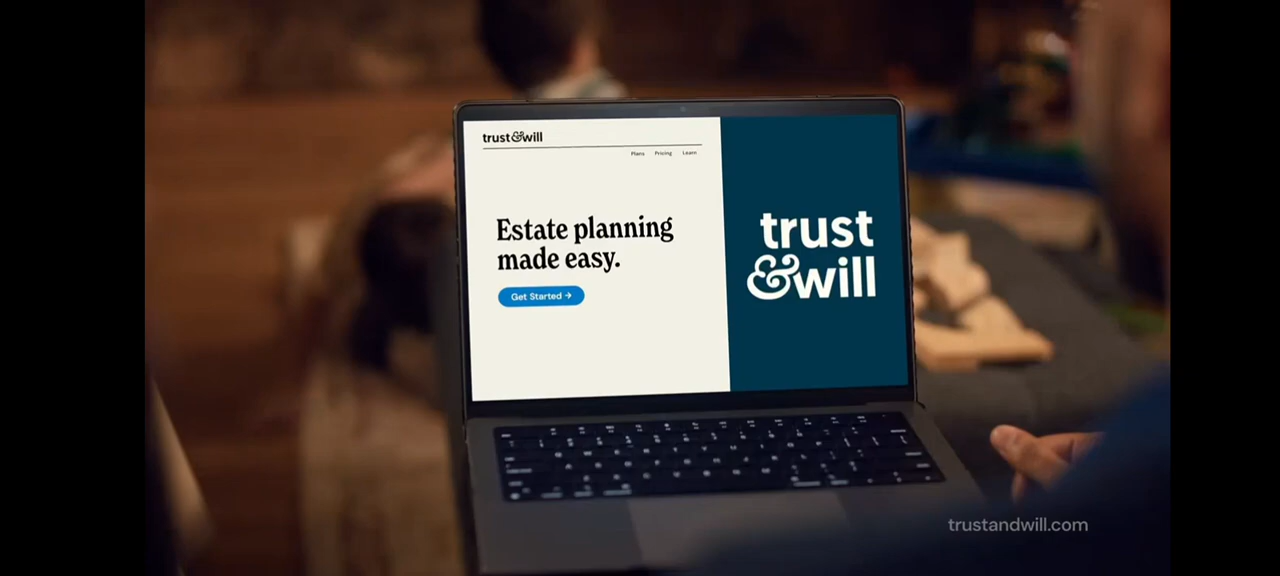 trust&will
Plans Pricing Learn
Estate planning
made easy.
Get Started →
trust
&will
trustandwill.com